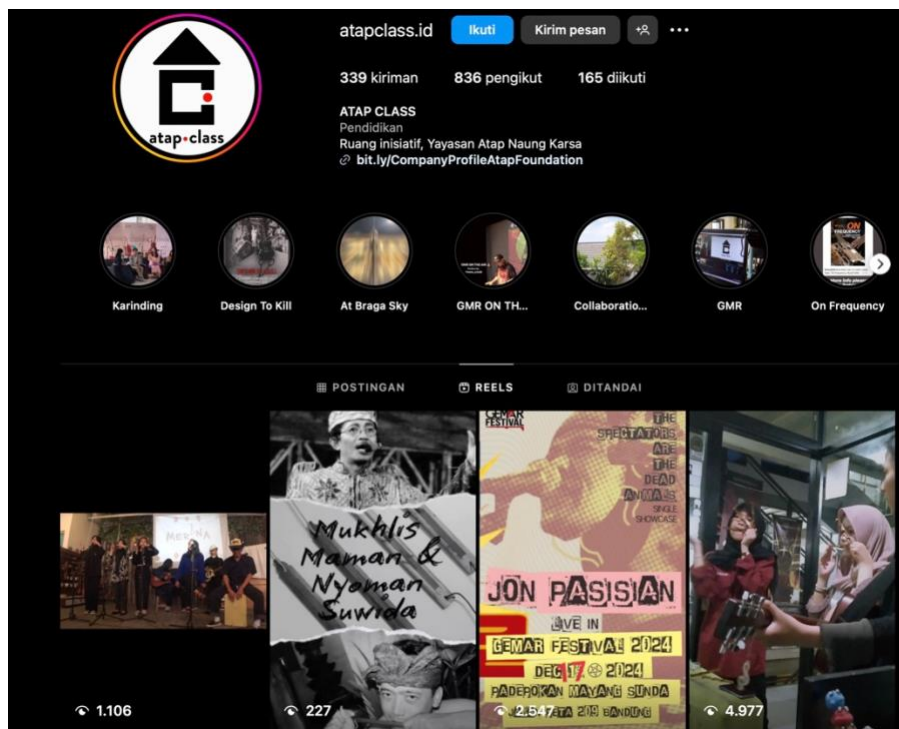 atapclass.id Ikuti Kirim pesan
339 kiriman 836 pengikut 165 diikuti
ATAP CLASS
Pendidikan
Ruang inisiatif, Yayasan Atap Naung Karsa
bit.ly/CompanyProfileAtapFoundation
atap•class
Karinding Design To Kill At Braga Sky GMR ON TH... Collaboratio... GMR On Frequency
POSTINGAN REELS DITANDAI
MEDINA
1.106
Mukhlis
Maman &
Nyoman
Suwida
227
GEMAR
FESTIVAL
THE
SPECTATORS
ARE
THE
DEAD
ANIMALS
SINGLE
SHOWCASE
JON PASISIAN
LIVE IN
GEMAR FESTIVAL 2024
DEC 17 2024
PADEPOKAN MAYANG SUNDA
209 BANDUNG
2.547
4.977